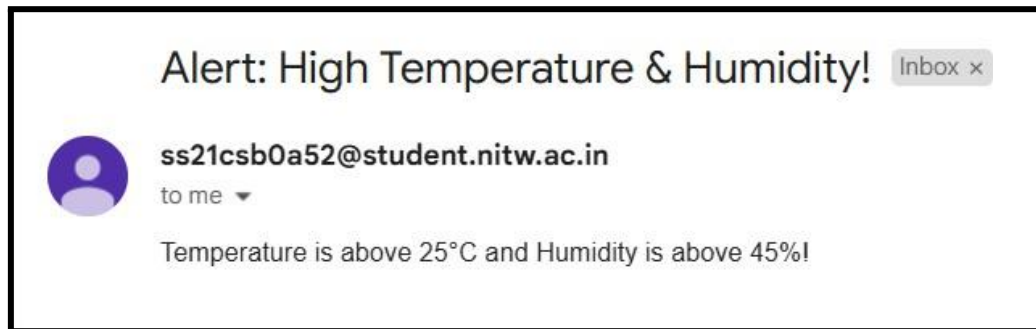 Alert: High Temperature & Humidity! Inbox ×
ss21csb0a52@student.nitw.ac.in
to me
Temperature is above 25°C and Humidity is above 45%!